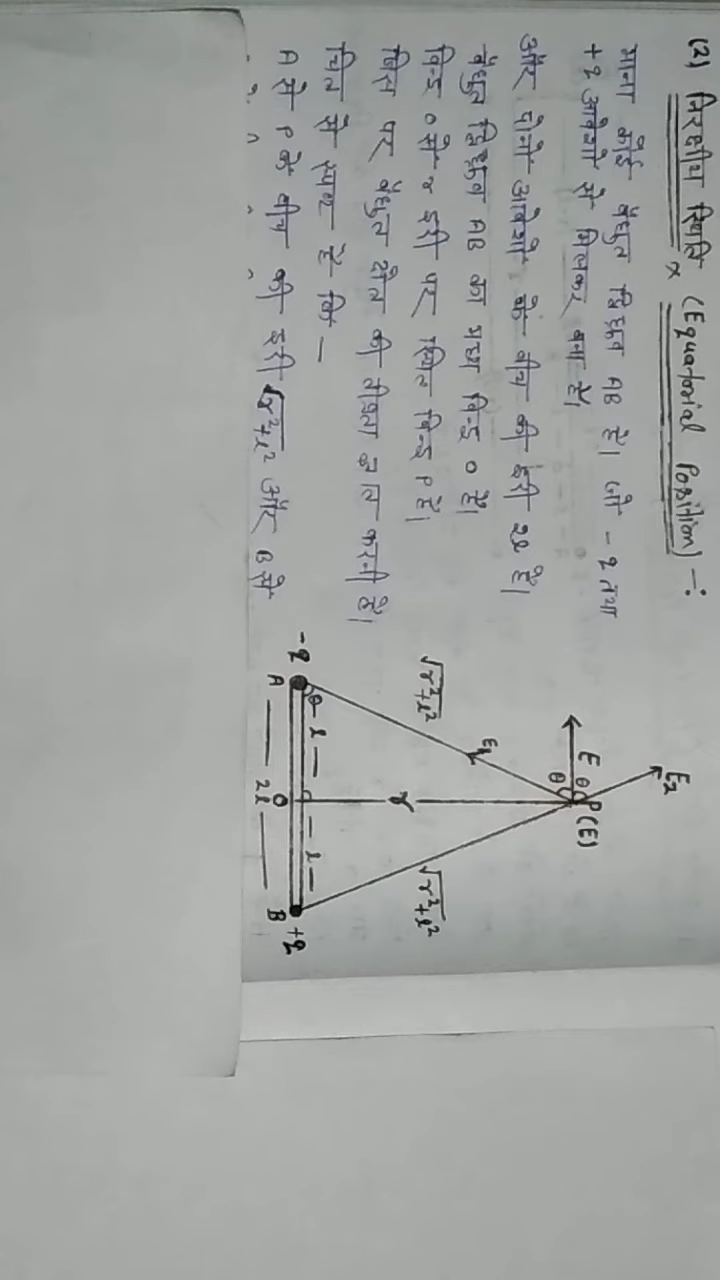 (2) निरक्षीय स्थिति (Equatorial Position) -:
माना कोई वैधुत द्विध्रुव AB है। जो -q तथा
+q आवेशो से मिलकर बना है।
और दोनो आवेशो के बीच की दूरी 2l है।
वैधुत द्विध्रुव AB का मध्य बिन्दु O है।
बिन्दु O से r दूरी पर स्थित बिन्दु P है।
जिस पर वैधुत क्षेत्र की तीव्रता ज्ञात करनी है।
चित्र से स्पष्ट है कि -
A से P के बीच की दूरी √r²+l² और B से
E₂
E
θ θ P(E)
E₁
√r²+l²
r
√r²+l²
-q
θ l l
+q
A O B
2l